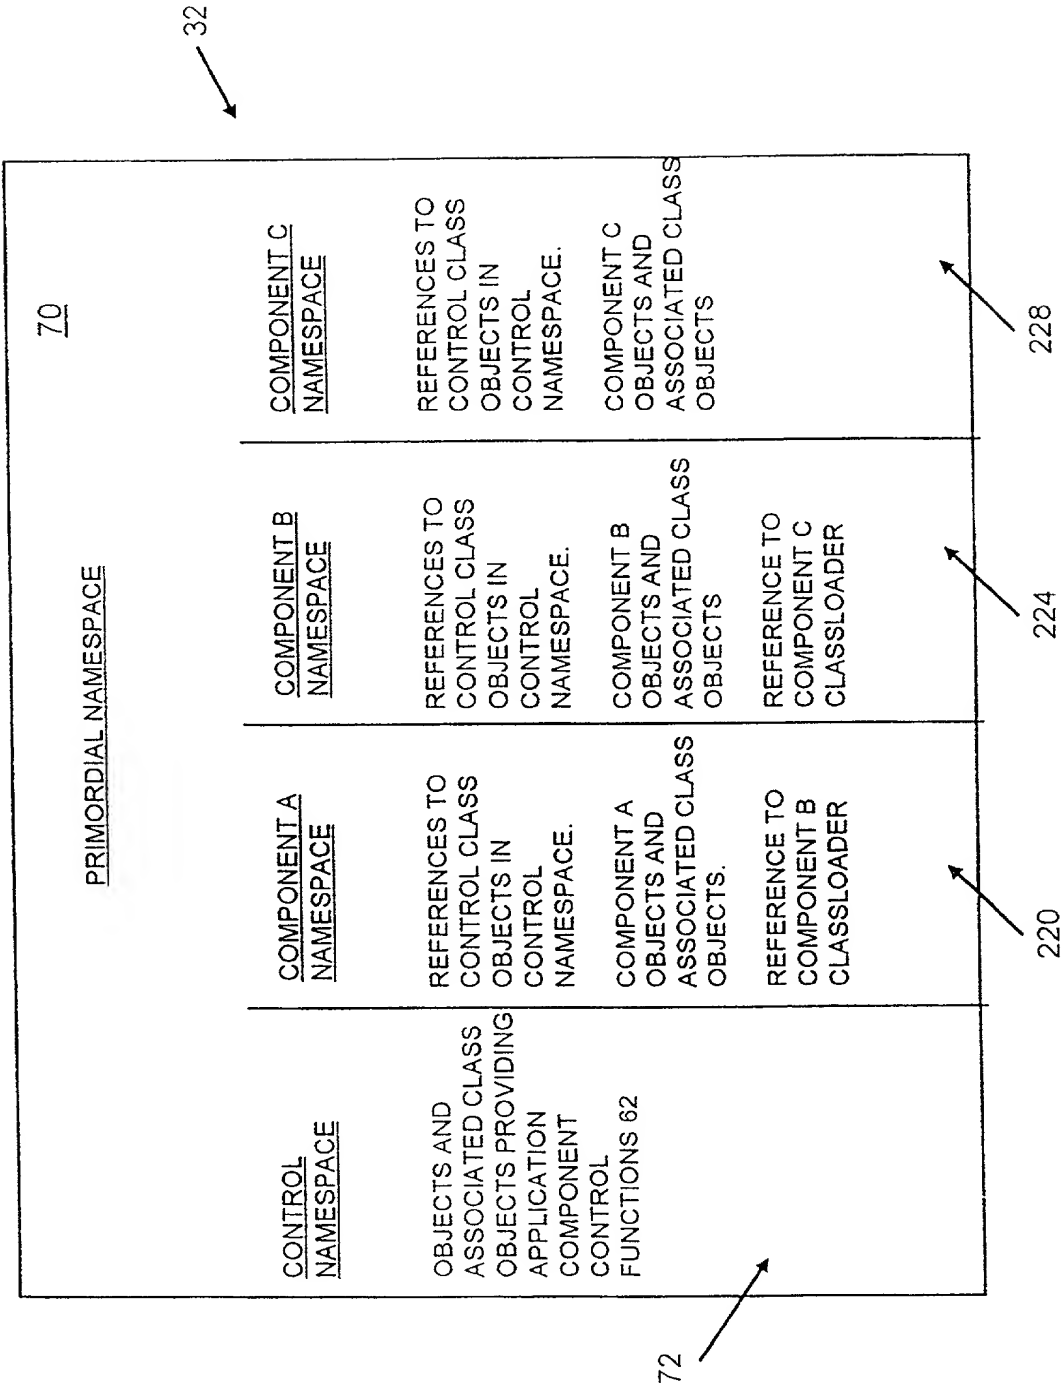 PRIMORDIAL NAMESPACE
70
32
CONTROL
NAMESPACE
OBJECTS AND
ASSOCIATED CLASS
OBJECTS PROVIDING
APPLICATION
COMPONENT
CONTROL
FUNCTIONS 62
72
COMPONENT A
NAMESPACE
REFERENCES TO
CONTROL CLASS
OBJECTS IN
CONTROL
NAMESPACE.
COMPONENT A
OBJECTS AND
ASSOCIATED CLASS
OBJECTS.
REFERENCE TO
COMPONENT B
CLASSLOADER
220
COMPONENT B
NAMESPACE
REFERENCES TO
CONTROL CLASS
OBJECTS IN
CONTROL
NAMESPACE.
COMPONENT B
OBJECTS AND
ASSOCIATED CLASS
OBJECTS
REFERENCE TO
COMPONENT C
CLASSLOADER
224
COMPONENT C
NAMESPACE
REFERENCES TO
CONTROL CLASS
OBJECTS IN
CONTROL
NAMESPACE.
COMPONENT C
OBJECTS AND
ASSOCIATED CLASS
OBJECTS
228